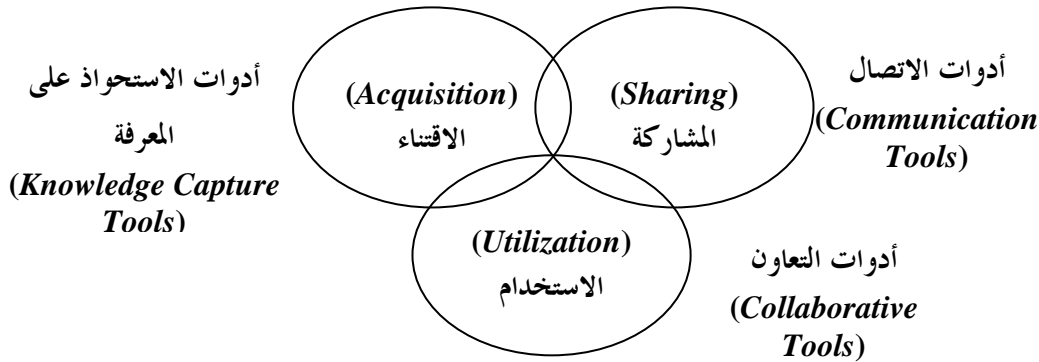 أدوات الاستحواذ على
المعرفة
(Knowledge Capture
Tools)
(Acquisition)
الاقتناء
(Sharing)
المشاركة
أدوات الاتصال
(Communication
Tools)
(Utilization)
الاستخدام
أدوات التعاون
(Collaborative
Tools)